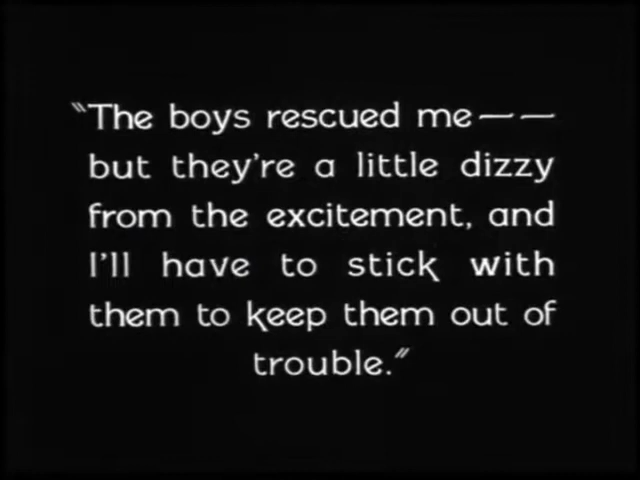 "The boys rescued me——
but they're a little dizzy
from the excitement, and
I'll have to stick with
them to keep them out of
trouble."